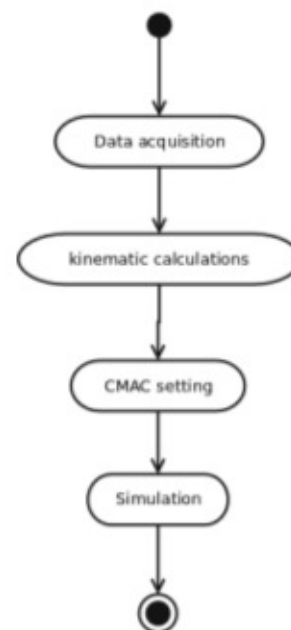 Data acquisition
kinematic calculations
CMAC setting
Simulation